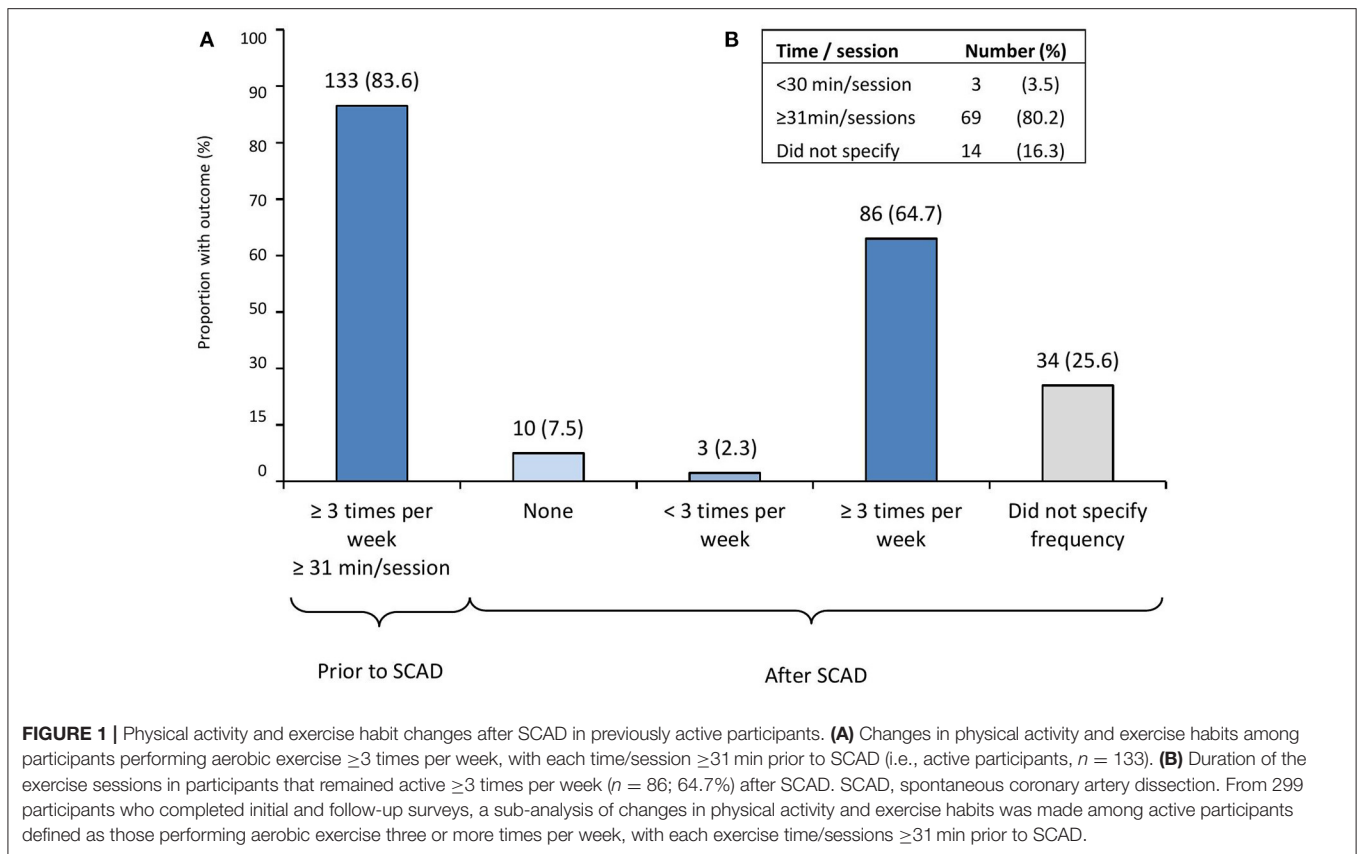 A
B
Proportion with outcome (%)
100
90
80
70
60
50
30
15
0
133 (83.6)
10 (7.5)
3 (2.3)
86 (64.7)
34 (25.6)
Time / session Number (%)
<30 min/session 3 (3.5)
≥31min/sessions 69 (80.2)
Did not specify 14 (16.3)
≥ 3 times per
week
≥ 31 min/session
None
< 3 times per
week
≥ 3 times per
week
Did not specify
frequency
Prior to SCAD
After SCAD
FIGURE 1 | Physical activity and exercise habit changes after SCAD in previously active participants. (A) Changes in physical activity and exercise habits among
participants performing aerobic exercise ≥3 times per week, with each time/session ≥31 min prior to SCAD (i.e., active participants, n = 133). (B) Duration of the
exercise sessions in participants that remained active ≥3 times per week (n = 86; 64.7%) after SCAD. SCAD, spontaneous coronary artery dissection. From 299
participants who completed initial and follow-up surveys, a sub-analysis of changes in physical activity and exercise habits was made among active participants
defined as those performing aerobic exercise three or more times per week, with each exercise time/sessions ≥31 min prior to SCAD.